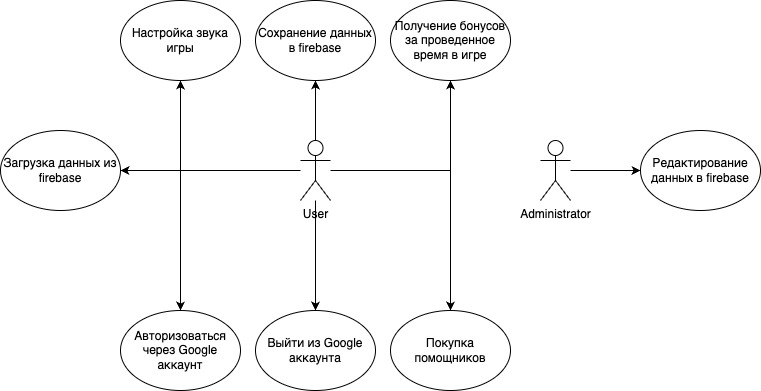 Настройка звука
игры
Сохранение данных
в firebase
Получение бонусов
за проведенное
время в игре
Загрузка данных из
firebase
User
Administrator
Редактирование
данных в firebase
Авторизоваться
через Google
аккаунт
Выйти из Google
аккаунта
Покупка
помощников